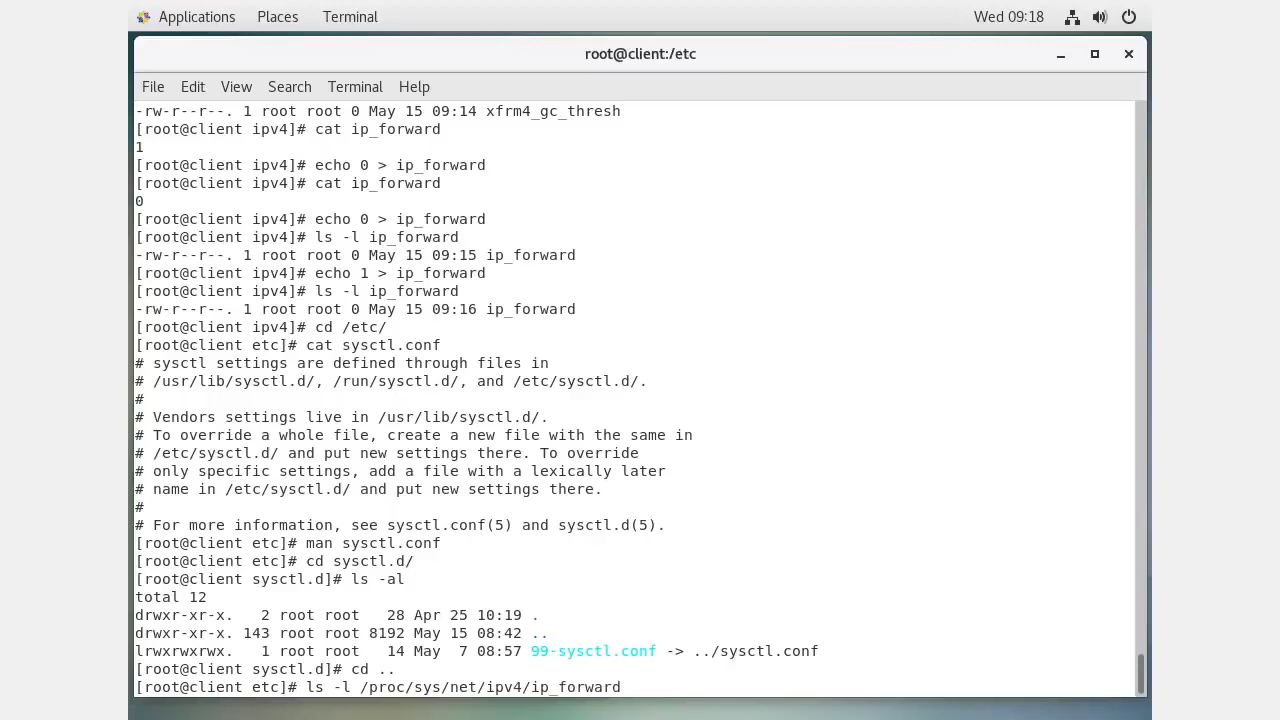 Applications Places Terminal Wed 09:18
root@client:/etc
File Edit View Search Terminal Help
-rw-r--r--. 1 root root 0 May 15 09:14 xfrm4_gc_thresh
[root@client ipv4]# cat ip_forward
1
[root@client ipv4]# echo 0 > ip_forward
[root@client ipv4]# cat ip_forward
0
[root@client ipv4]# echo 0 > ip_forward
[root@client ipv4]# ls -l ip_forward
-rw-r--r--. 1 root root 0 May 15 09:15 ip_forward
[root@client ipv4]# echo 1 > ip_forward
[root@client ipv4]# ls -l ip_forward
-rw-r--r--. 1 root root 0 May 15 09:16 ip_forward
[root@client ipv4]# cd /etc/
[root@client etc]# cat sysctl.conf
# sysctl settings are defined through files in
# /usr/lib/sysctl.d/, /run/sysctl.d/, and /etc/sysctl.d/.
#
# Vendors settings live in /usr/lib/sysctl.d/.
# To override a whole file, create a new file with the same in
# /etc/sysctl.d/ and put new settings there. To override
# only specific settings, add a file with a lexically later
# name in /etc/sysctl.d/ and put new settings there.
#
# For more information, see sysctl.conf(5) and sysctl.d(5).
[root@client etc]# man sysctl.conf
[root@client etc]# cd sysctl.d/
[root@client sysctl.d]# ls -al
total 12
drwxr-xr-x.   2 root root   28 Apr 25 10:19 .
drwxr-xr-x. 143 root root 8192 May 15 08:42 ..
lrwxrwxrwx.   1 root root   14 May  7 08:57 99-sysctl.conf -> ../sysctl.conf
[root@client sysctl.d]# cd ..
[root@client etc]# ls -l /proc/sys/net/ipv4/ip_forward